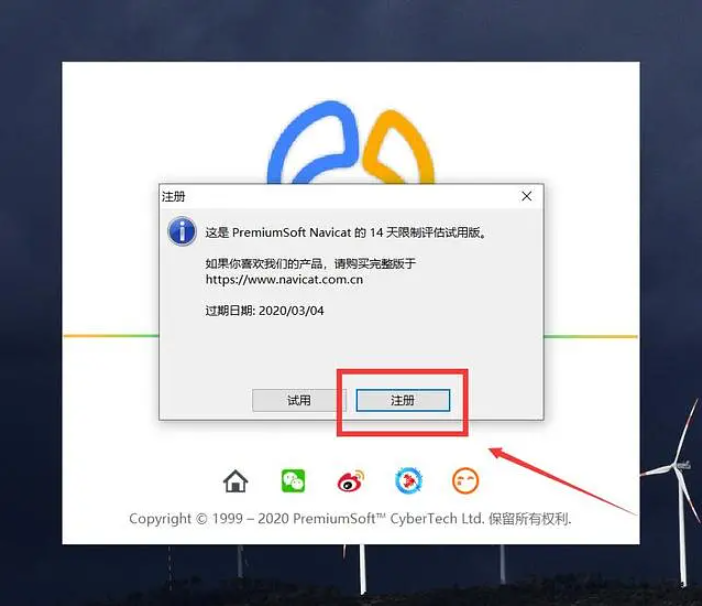 注册
这是 PremiumSoft Navicat 的 14 天限制评估试用版。
如果你喜欢我们的产品，请购买完整版于
https://www.navicat.com.cn
过期日期: 2020/03/04
试用 注册
Copyright © 1999 – 2020 PremiumSoft™ CyberTech Ltd. 保留所有权利.